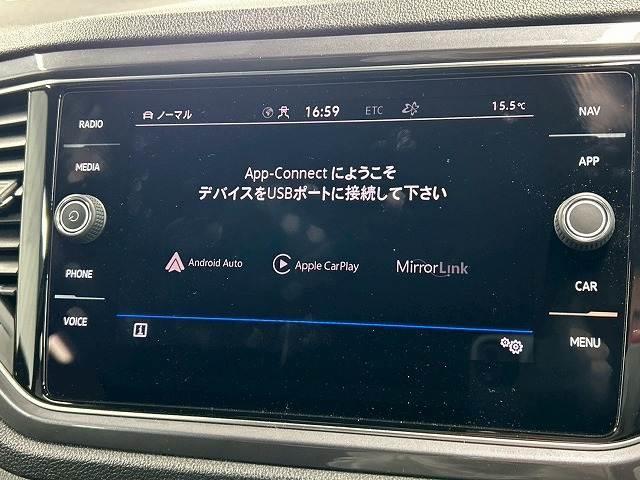 RADIO
MEDIA
PHONE
VOICE
ノーマル 16:59 ETC 15.5℃
App-Connect にようこそ
デバイスをUSBポートに接続して下さい
Android Auto Apple CarPlay MirrorLink
NAV
APP
CAR
MENU